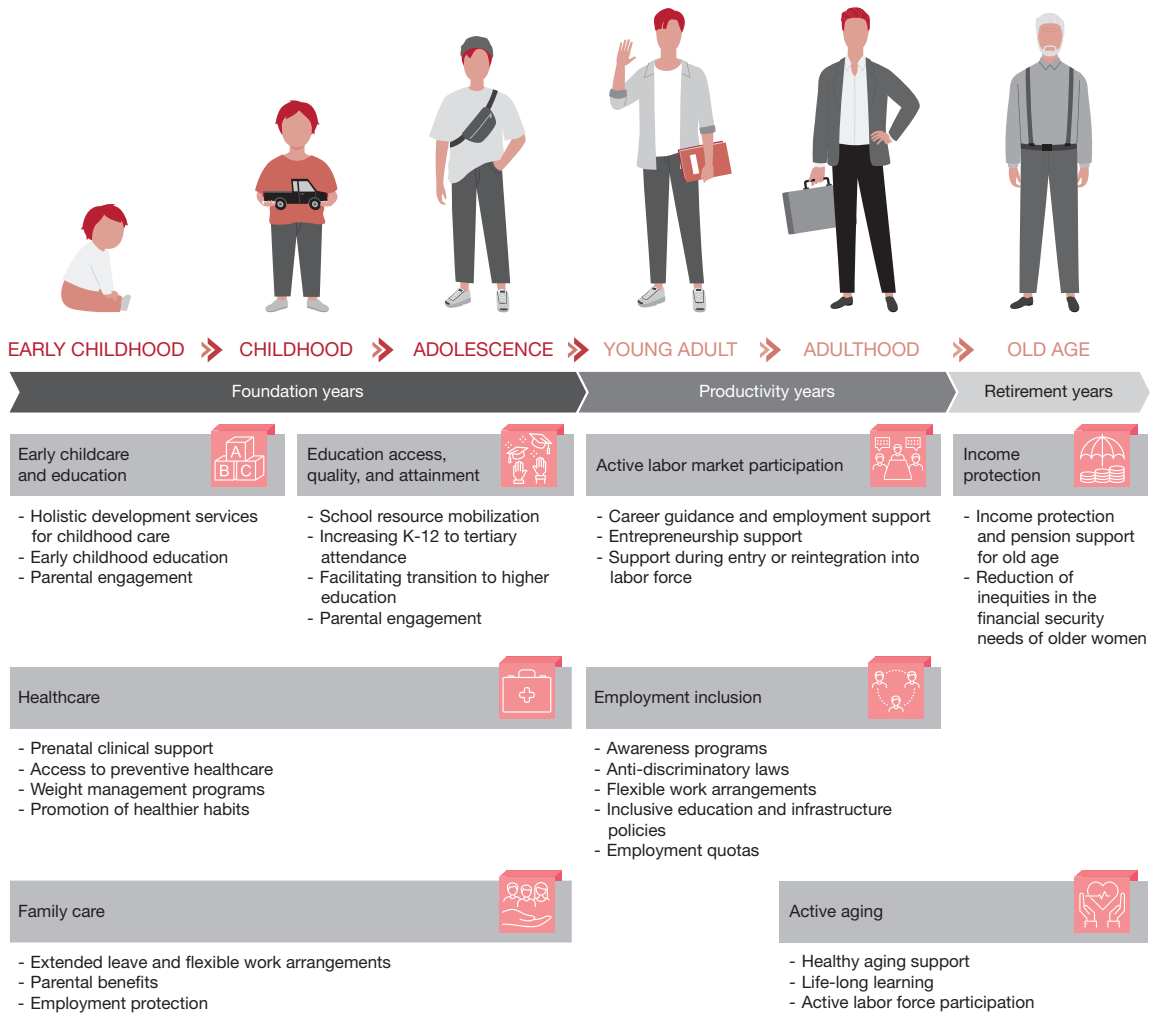 EARLY CHILDHOOD
CHILDHOOD
ADOLESCENCE
YOUNG ADULT
ADULTHOOD
OLD AGE
Foundation years
Productivity years
Retirement years
Early childcare
and education
A
B C
- Holistic development services
for childhood care
- Early childhood education
- Parental engagement
Education access,
quality, and attainment
- School resource mobilization
- Increasing K-12 to tertiary
attendance
- Facilitating transition to higher
education
- Parental engagement
Active labor market participation
- Career guidance and employment support
- Entrepreneurship support
- Support during entry or reintegration into
labor force
Income
protection
- Income protection
and pension support
for old age
- Reduction of
inequities in the
financial security
needs of older women
Healthcare
- Prenatal clinical support
- Access to preventive healthcare
- Weight management programs
- Promotion of healthier habits
Employment inclusion
- Awareness programs
- Anti-discriminatory laws
- Flexible work arrangements
- Inclusive education and infrastructure
policies
- Employment quotas
Family care
- Extended leave and flexible work arrangements
- Parental benefits
- Employment protection
Active aging
- Healthy aging support
- Life-long learning
- Active labor force participation